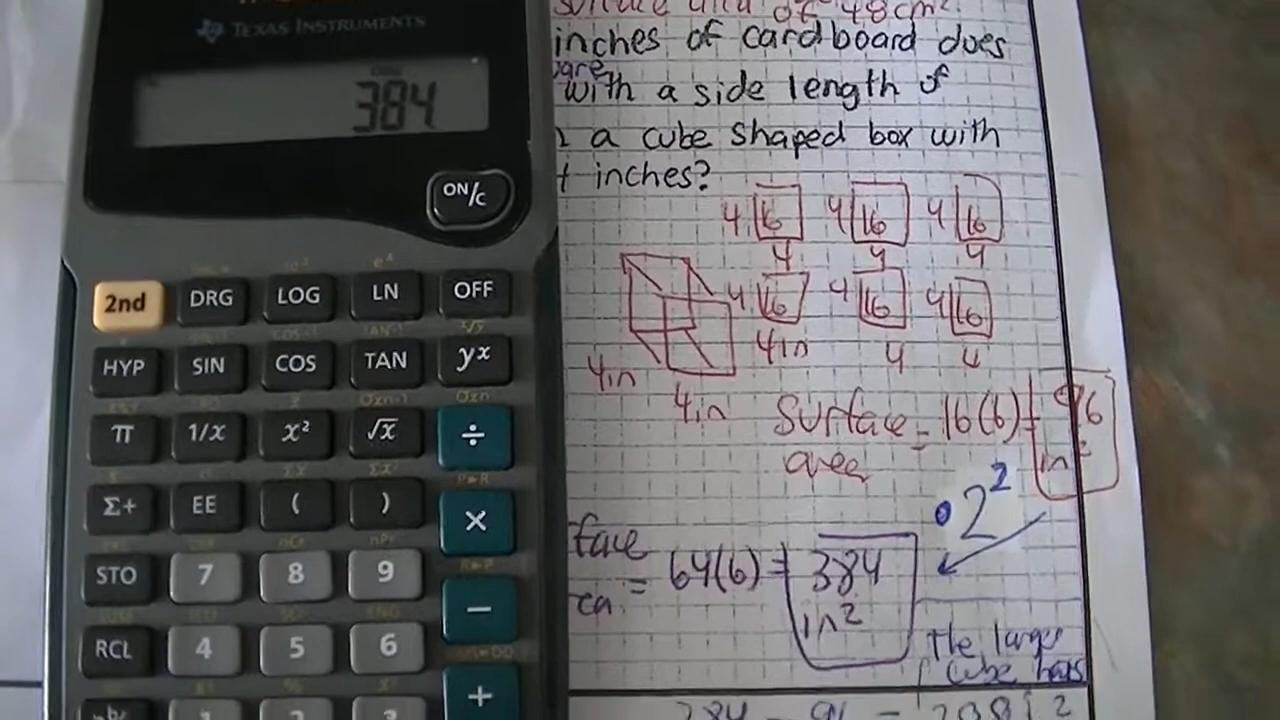 TEXAS INSTRUMENTS
384
ON/C
2nd DRG LOG LN OFF
HYP SIN COS TAN yx
π 1/x x² √x ÷
Σ+ EE ( ) ×
STO 7 8 9 −
RCL 4 5 6 +
surface of 48cm²
inches of cardboard does
with a side length of
a cube shaped box with
inches?
4 16 4 16 4 16
4 4 4
4 16 4 16 4 16
4in 4 4
4in
4in
Surface area = 16(6) = 96 in²
•2²
face = 64(6) = 384 in²
The larger
cube has